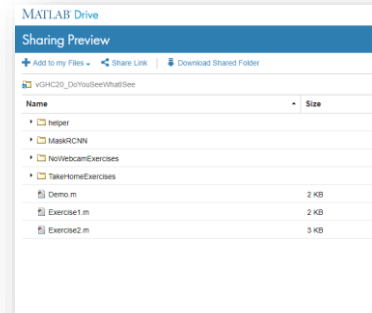 MATLAB Drive
Sharing Preview
Add to my Files Share Link Download Shared Folder
vGHC20_DoYouSeeWhatISee
Name Size
helper
MaskRCNN
NoWebcamExercises
TakeHomeExercises
Demo.m 2 KB
Exercise1.m 2 KB
Exercise2.m 3 KB